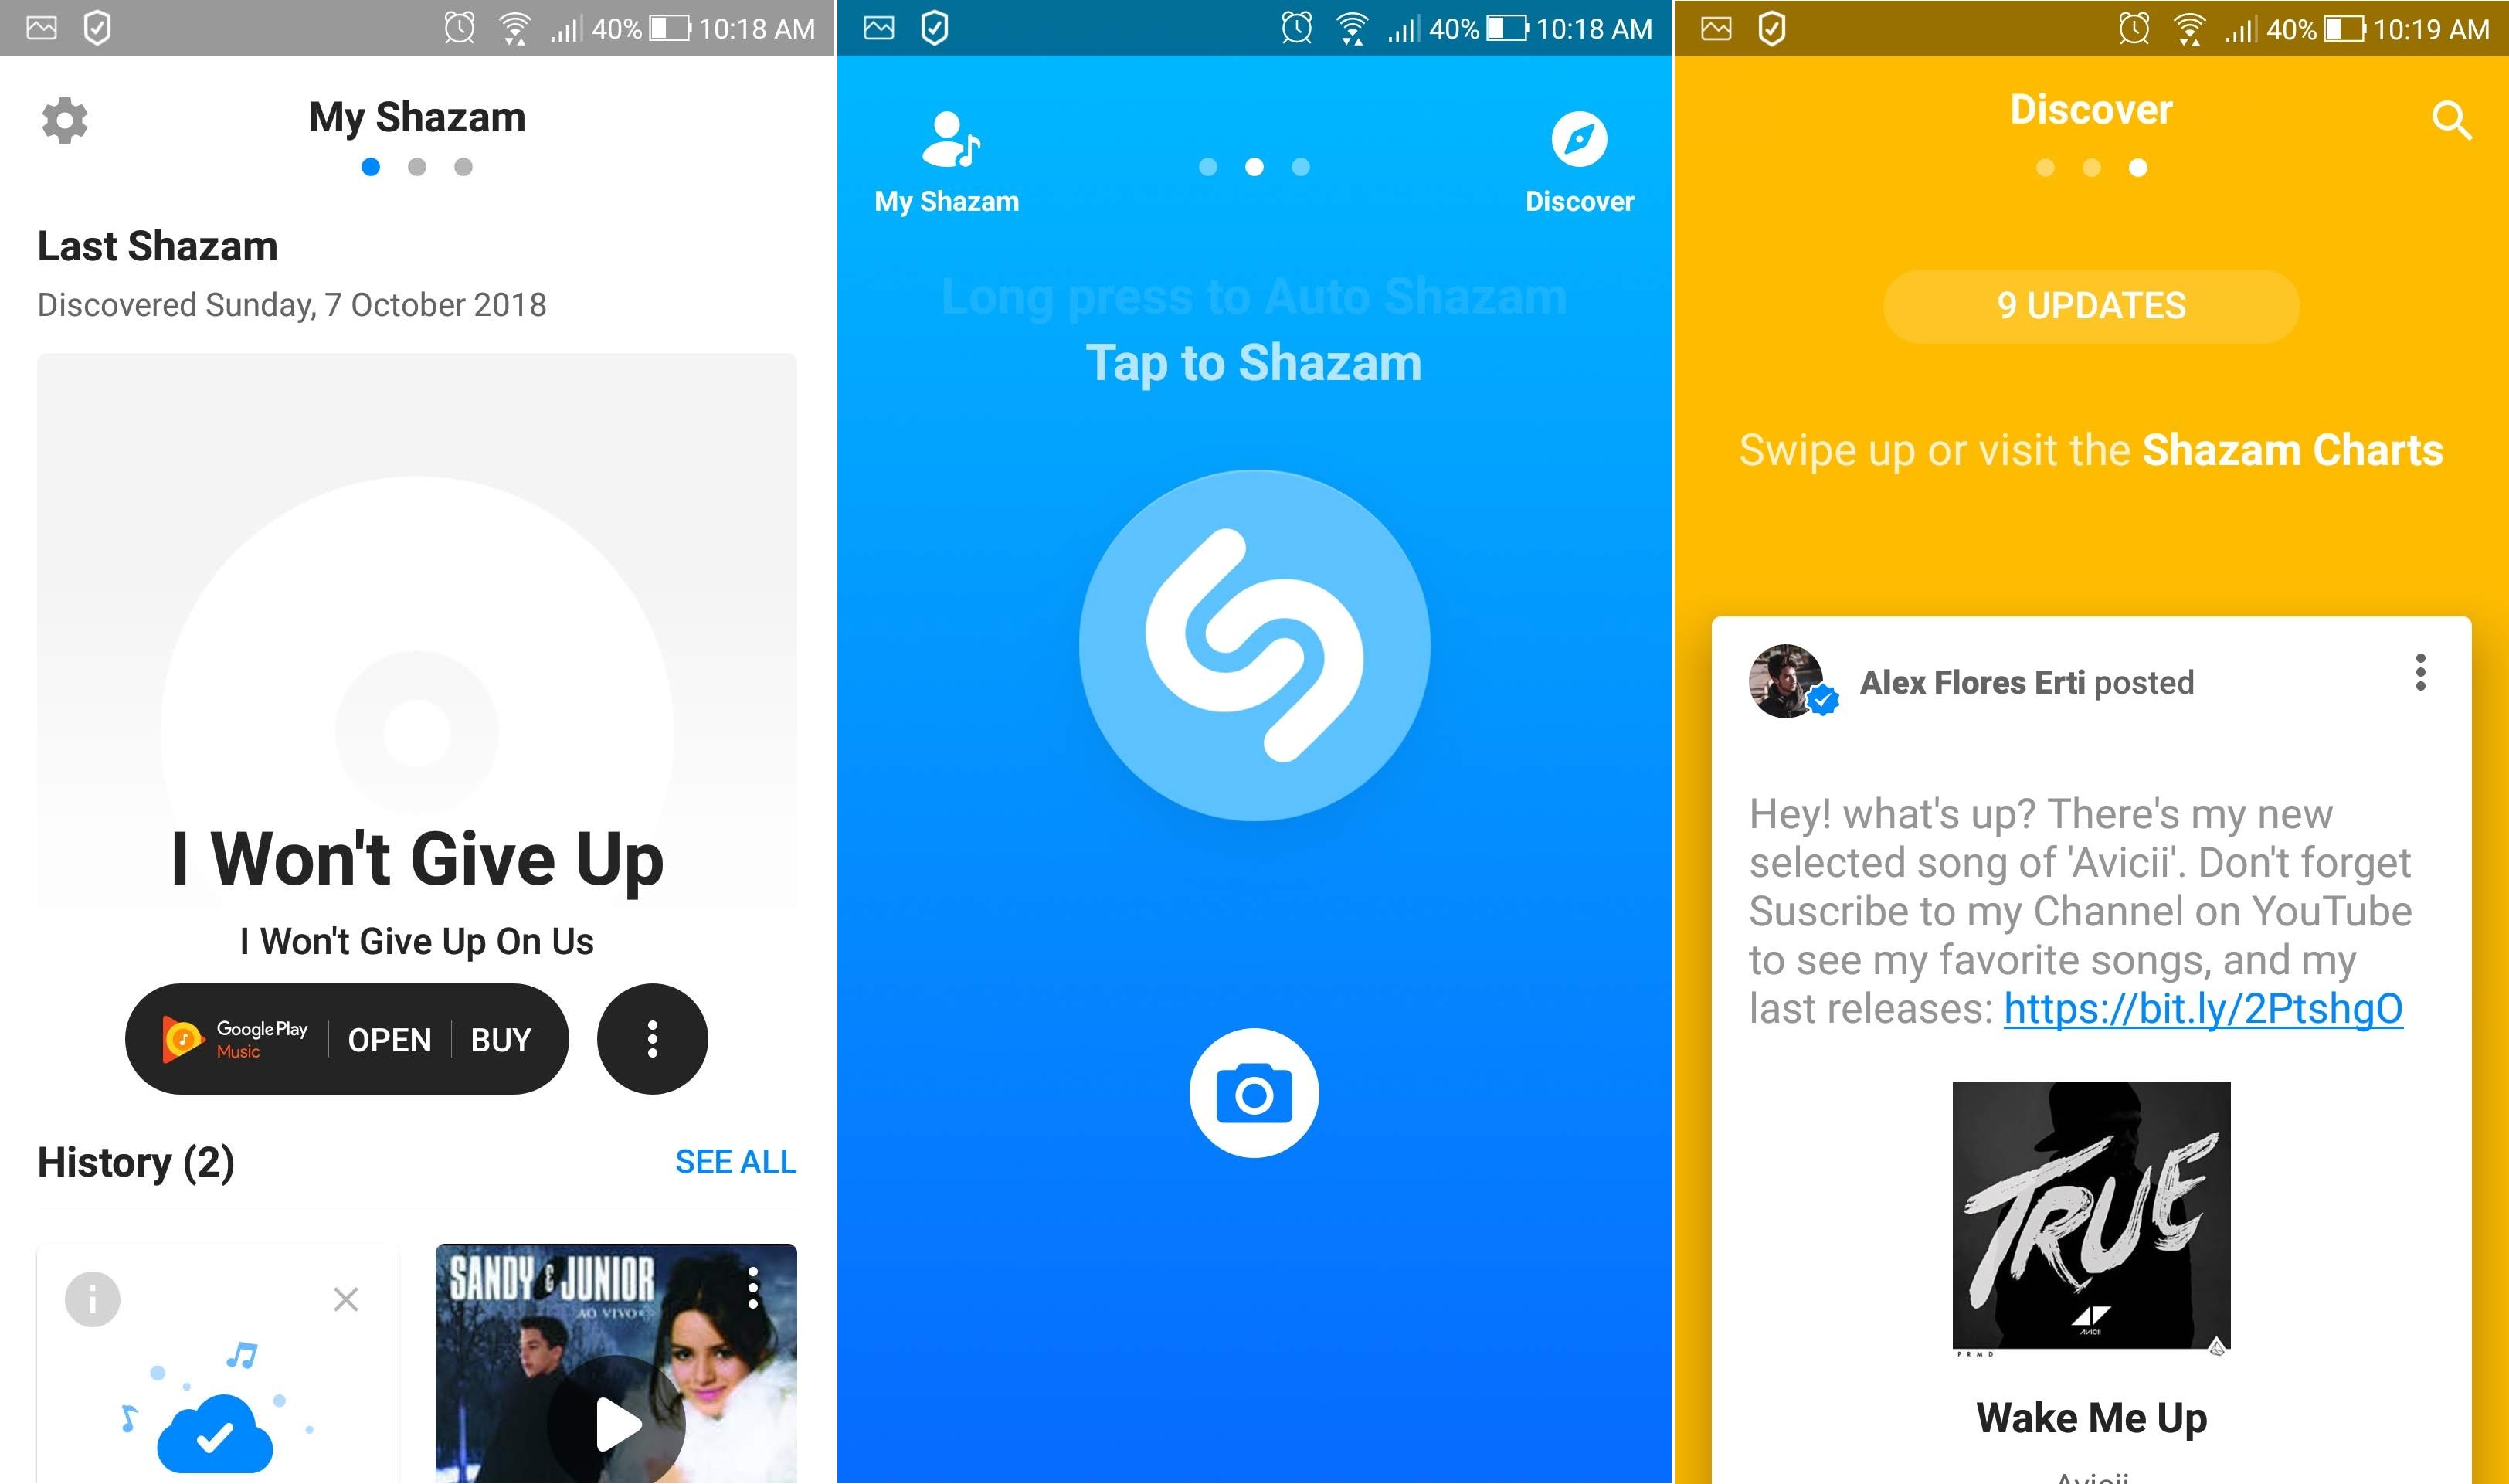 40% 10:18 AM
My Shazam
Last Shazam
Discovered Sunday, 7 October 2018
I Won't Give Up
I Won't Give Up On Us
Google Play
Music
OPEN
BUY
History (2)
SEE ALL
SANDY & JUNIOR
AO VIVO
40% 10:18 AM
My Shazam
Discover
Long press to Auto Shazam
Tap to Shazam
40% 10:19 AM
Discover
9 UPDATES
Swipe up or visit the Shazam Charts
Alex Flores Erti posted
Hey! what's up? There's my new
selected song of 'Avicii'. Don't forget
Suscribe to my Channel on YouTube
to see my favorite songs, and my
last releases: https://bit.ly/2PtshgO
TRUE
AVICII
PRMD
Wake Me Up
Avicii